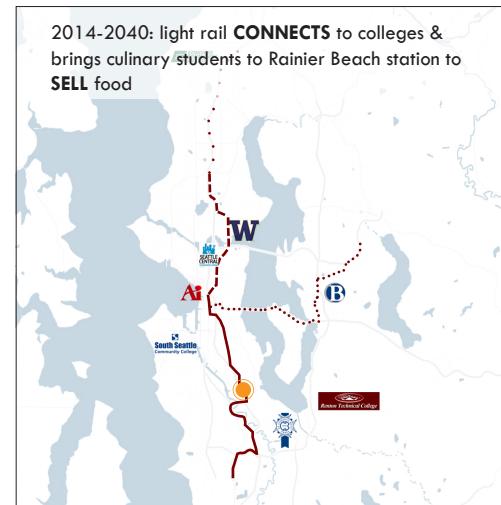 2014-2040: light rail CONNECTS to colleges &
brings culinary students to Rainier Beach station to
SELL food
W
SEATTLE
CENTRAL
Ai
B
South Seattle
Community College
Renton Technical College